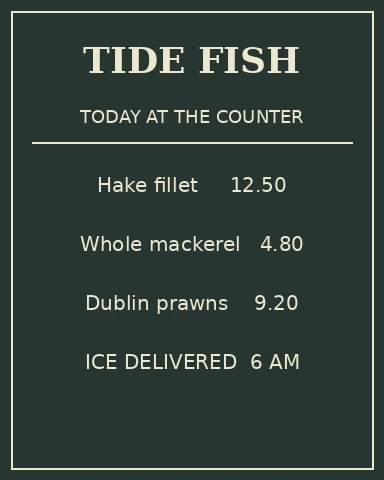 TIDE FISH
TODAY AT THE COUNTER
Hake fillet 12.50
Whole mackerel 4.80
Dublin prawns 9.20
ICE DELIVERED 6 AM